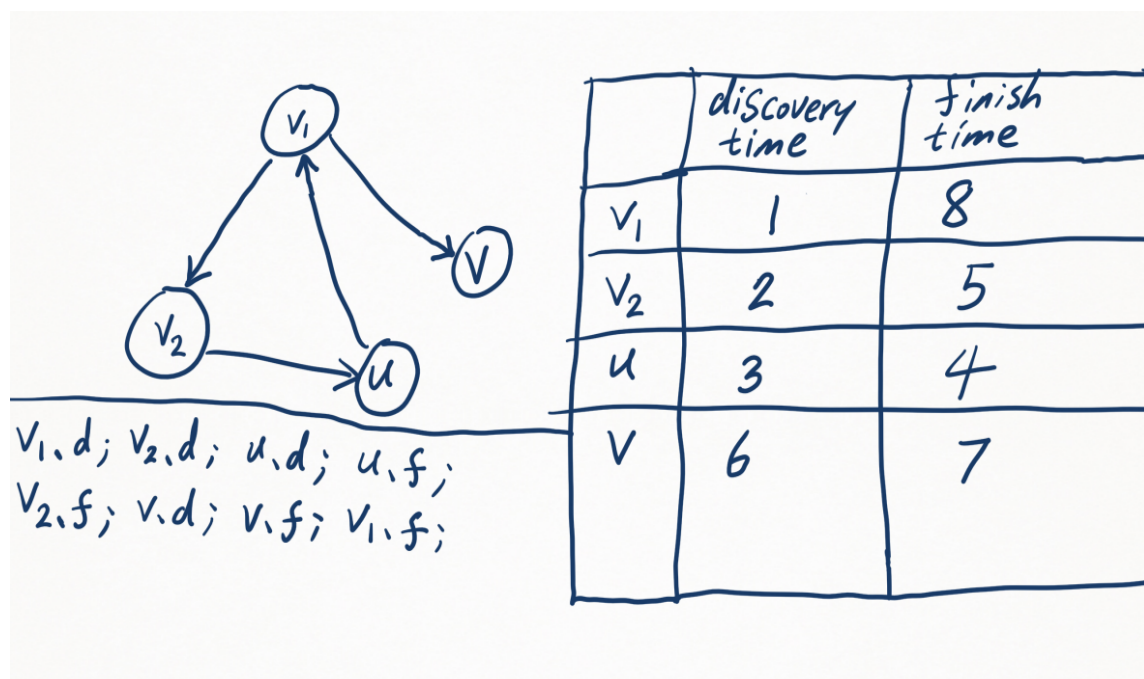 V₁
V
V₂
u
V₁.d; V₂.d; u.d; u.f;
V₂.f; v.d; v.f; V₁.f;
discovery time finish time
V₁ 1 8
V₂ 2 5
u 3 4
V 6 7